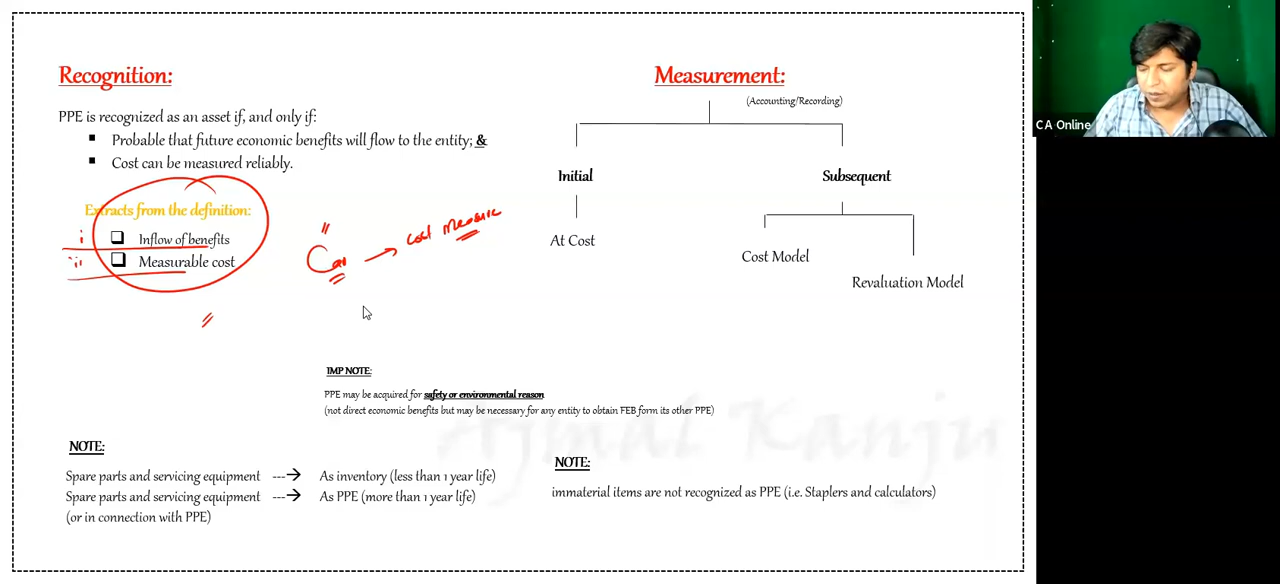 Recognition:
PPE is recognized as an asset if, and only if:
▪ Probable that future economic benefits will flow to the entity; &
▪ Cost can be measured reliably.
Extracts from the definition:
i ❑ Inflow of benefits
ii ❑ Measurable cost
Car → cost measure
Measurement:
(Accounting/Recording)
Initial
Subsequent
At Cost
Cost Model
Revaluation Model
IMP NOTE:
PPE may be acquired for safety or environmental reason
(not direct economic benefits but may be necessary for any entity to obtain FEB form its other PPE)
NOTE:
Spare parts and servicing equipment ---→ As inventory (less than 1 year life)
Spare parts and servicing equipment ---→ As PPE (more than 1 year life)
(or in connection with PPE)
NOTE:
immaterial items are not recognized as PPE (i.e. Staplers and calculators)
Ajmal Kanju
CA Online